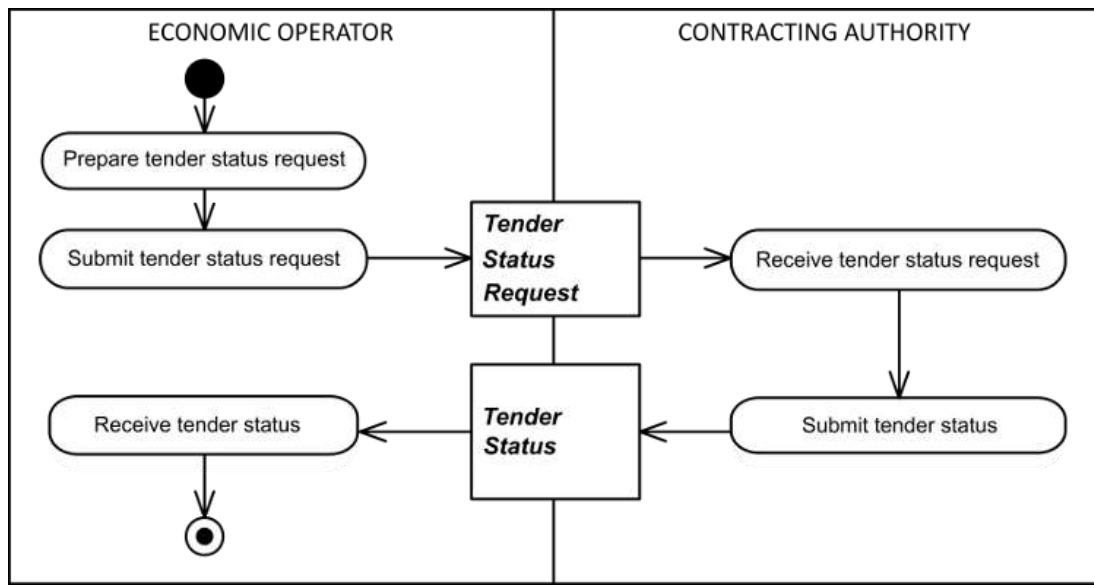 ECONOMIC OPERATOR
CONTRACTING AUTHORITY
Prepare tender status request
Submit tender status request
Tender
Status
Request
Receive tender status request
Receive tender status
Tender
Status
Submit tender status